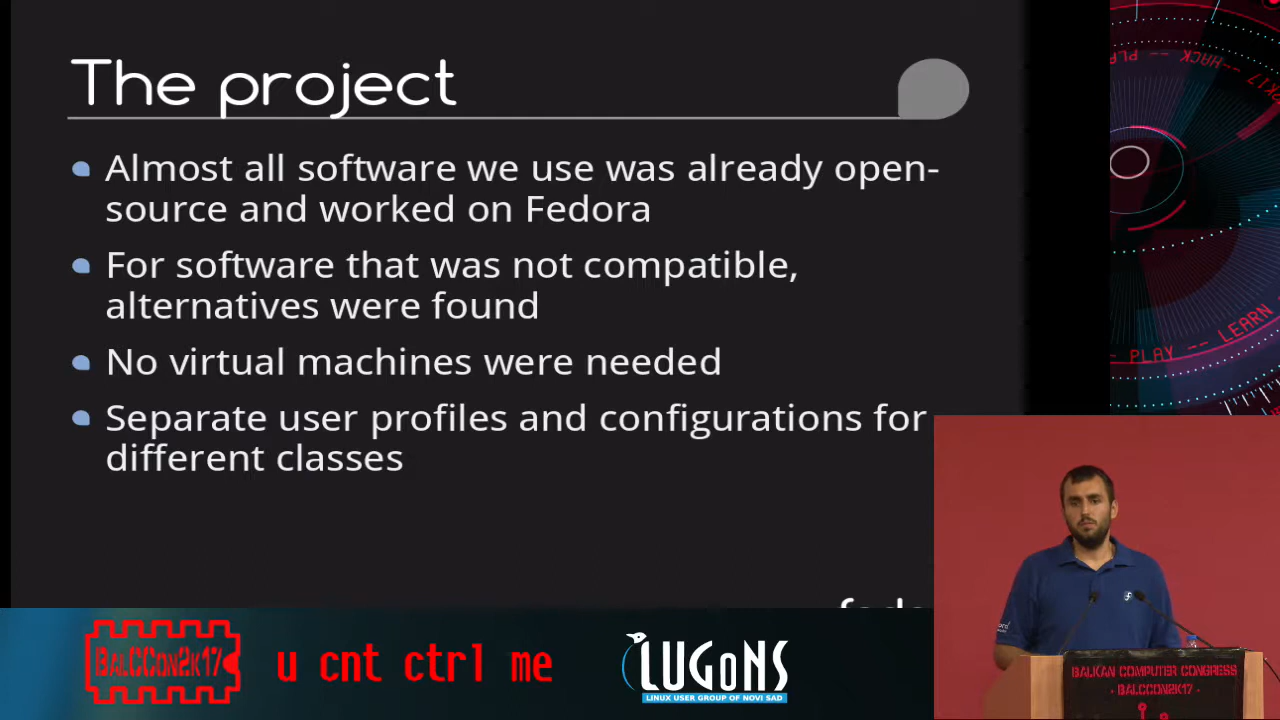 The project
Almost all software we use was already open-
source and worked on Fedora
For software that was not compatible,
alternatives were found
No virtual machines were needed
Separate user profiles and configurations for
different classes
HACK
PLAY -- LEARN
BALCCON2K17
u cnt ctrl me
LUGONS
LINUX USER GROUP OF NOVI SAD
BALKAN COMPUTER CONGRESS
- BALCCON2K17 -